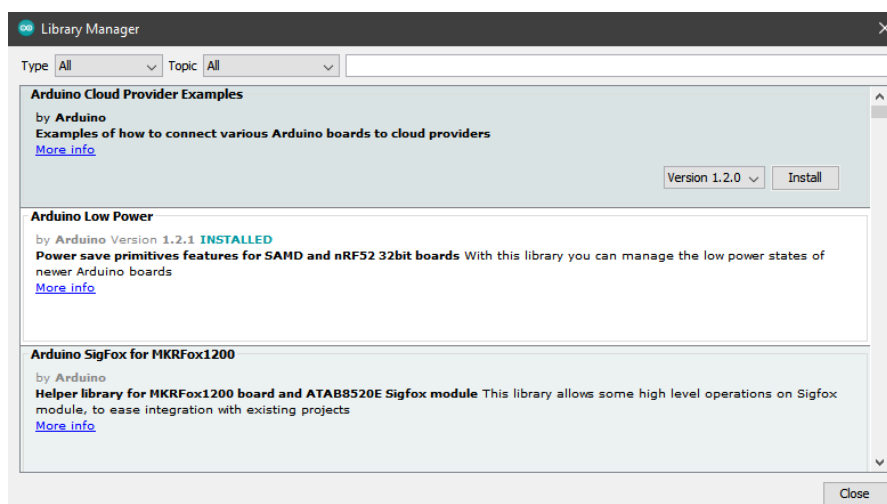 Library Manager
Type All Topic All
Arduino Cloud Provider Examples
by Arduino
Examples of how to connect various Arduino boards to cloud providers
More info
Version 1.2.0 Install
Arduino Low Power
by Arduino Version 1.2.1 INSTALLED
Power save primitives features for SAMD and nRF52 32bit boards With this library you can manage the low power states of
newer Arduino boards
More info
Arduino SigFox for MKRFox1200
by Arduino
Helper library for MKRFox1200 board and ATAB8520E Sigfox module This library allows some high level operations on Sigfox
module, to ease integration with existing projects
More info
Close